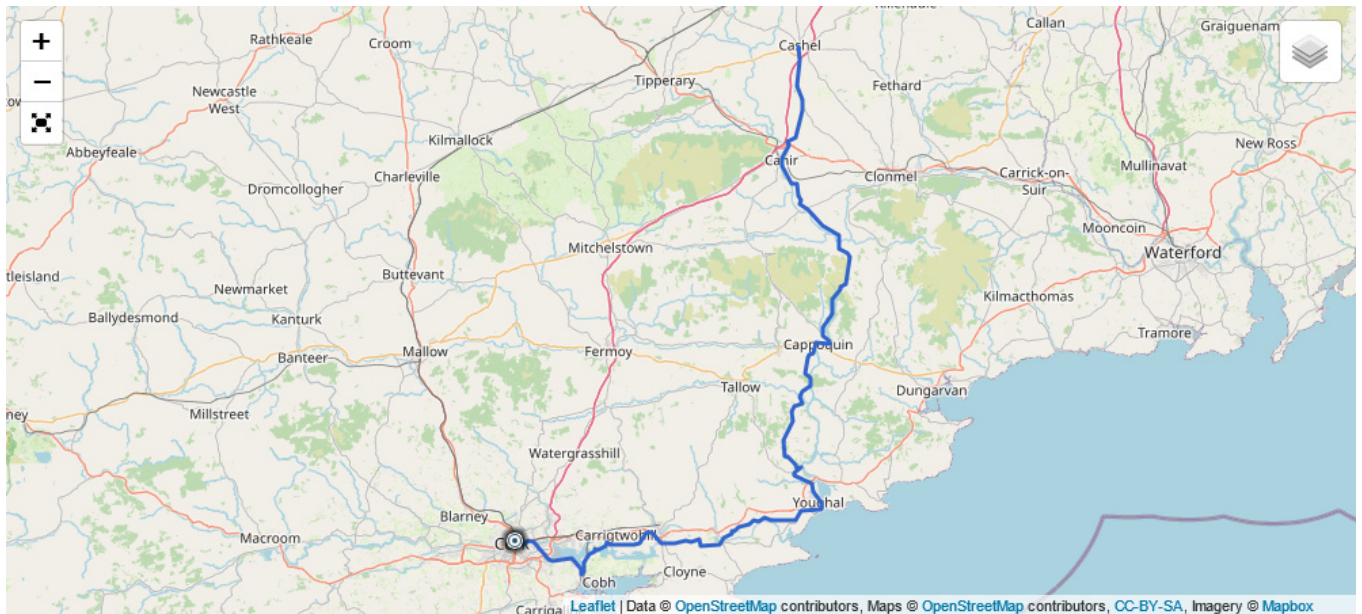 Killenaule
Callan
Graiguenam
Rathkeale
Croom
Cashel
+
−
Tipperary
Fethard
Newcastle
West
Kilmallock
New Ross
Abbeyfeale
Cahir
Mullinavat
Charleville
Clonmel
Carrick-on-
Suir
Dromcollogher
Mooncoin
Mitchelstown
Waterford
tleisland
Buttevant
Newmarket
Kilmacthomas
Ballydesmond
Kanturk
Tramore
Mallow
Fermoy
Cappoquin
Banteer
Tallow
Dungarvan
ney
Millstreet
Watergrasshill
Youghal
Blarney
Macroom
Carrigtwohill
Cloyne
Cobh
Carriga
Leaflet | Data © OpenStreetMap contributors, Maps © OpenStreetMap contributors, CC-BY-SA, Imagery © Mapbox